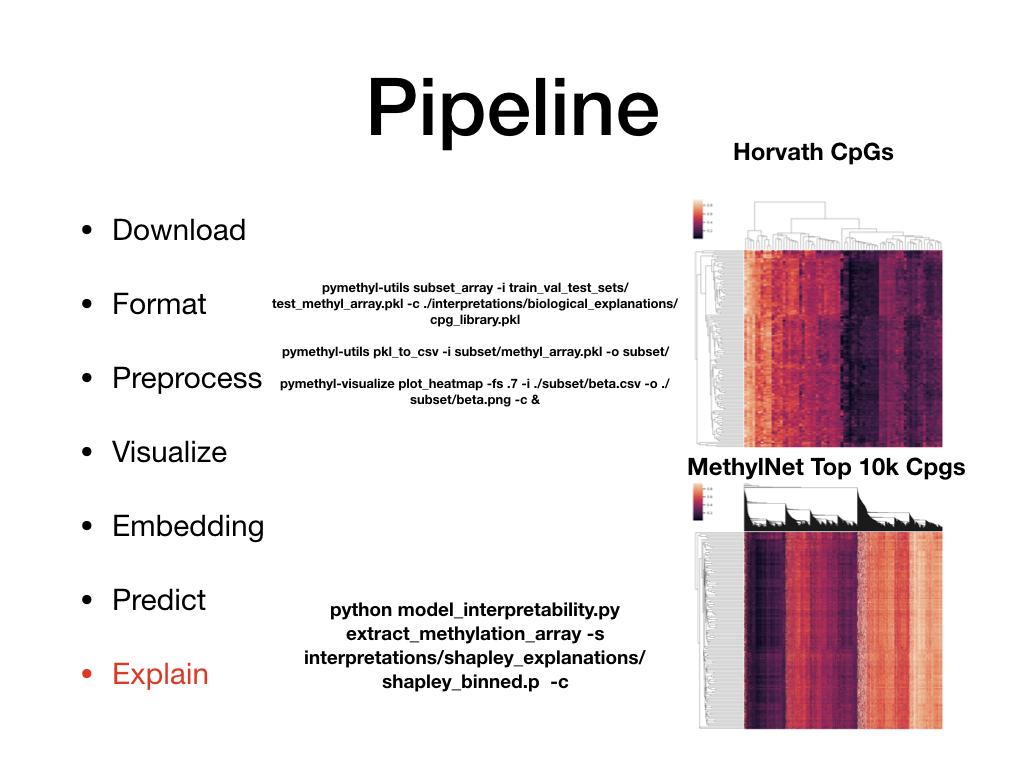 Pipeline
Horvath CpGs
• Download
• Format
• Preprocess
• Visualize
• Embedding
• Predict
• Explain
pymethyl-utils subset_array -i train_val_test_sets/
test_methyl_array.pkl -c ./interpretations/biological_explanations/
cpg_library.pkl
pymethyl-utils pkl_to_csv -i subset/methyl_array.pkl -o subset/
pymethyl-visualize plot_heatmap -fs .7 -i ./subset/beta.csv -o ./
subset/beta.png -c &
python model_interpretability.py
extract_methylation_array -s
interpretations/shapley_explanations/
shapley_binned.p -c
MethylNet Top 10k Cpgs